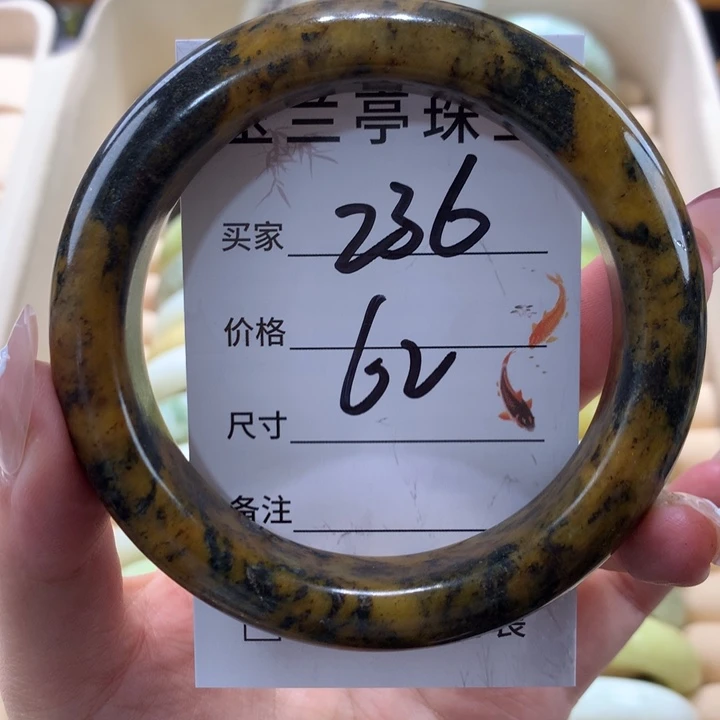 兰亭珠
买家 236
价格 62
尺寸
备注